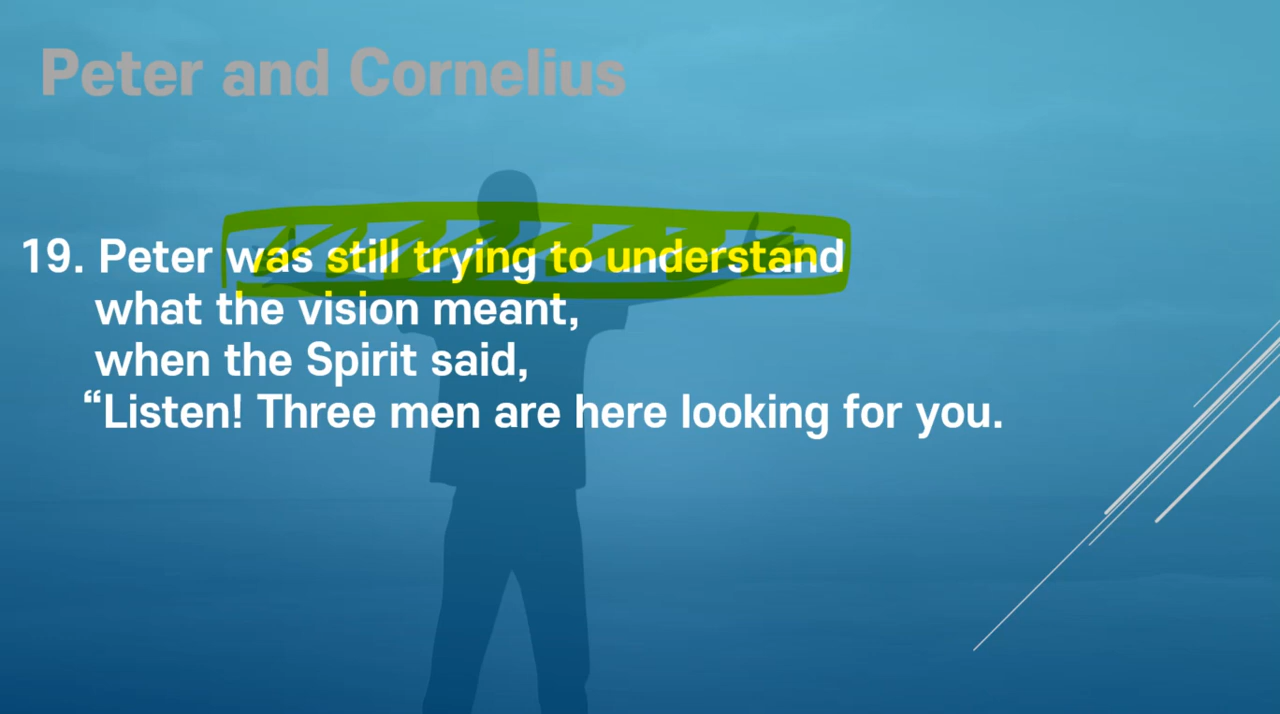 Peter and Cornelius
19. Peter was still trying to understand
what the vision meant,
when the Spirit said,
“Listen! Three men are here looking for you.